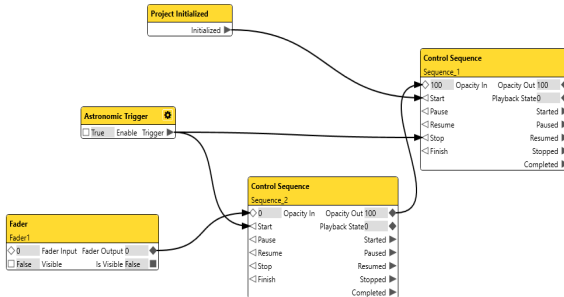 Project Initialized
Initialized
Control Sequence
Sequence_1
100 Opacity In Opacity Out 100
Start Playback State 0
Pause Started
Resume Paused
Stop Resumed
Finish Stopped
Completed
Astronomic Trigger
True Enable Trigger
Control Sequence
Sequence_2
0 Opacity In Opacity Out 100
Start Playback State 0
Pause Started
Resume Paused
Stop Resumed
Finish Stopped
Completed
Fader
Fader1
0 Fader Input Fader Output 0
False Visible Is Visible False